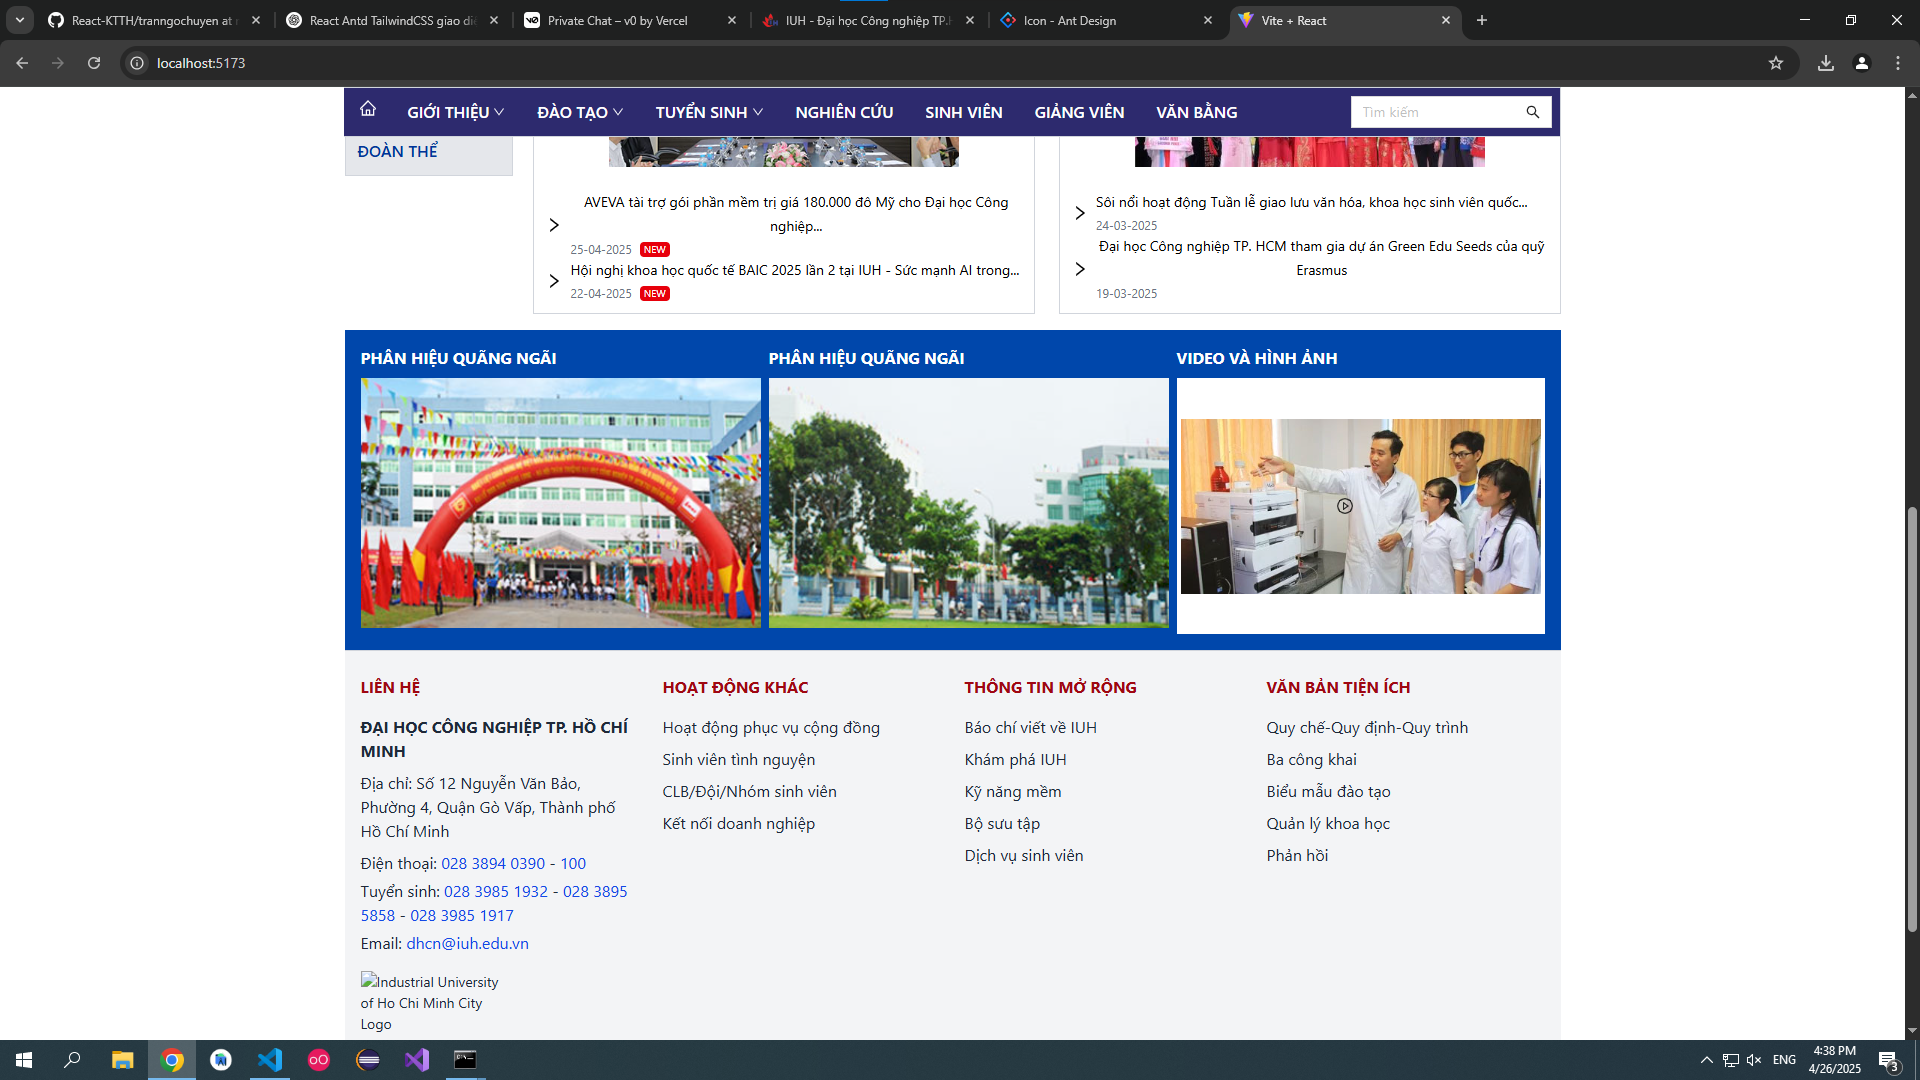 React-KTTH/tranngochuyen at r
React Antd TailwindCSS giao diệ
Private Chat – v0 by Vercel
IUH - Đại học Công nghiệp TP.H
Icon - Ant Design
Vite + React
localhost:5173
GIỚI THIỆU
ĐÀO TẠO
TUYỂN SINH
NGHIÊN CỨU
SINH VIÊN
GIẢNG VIÊN
VĂN BẰNG
Tìm kiếm
ĐOÀN THỂ
AVEVA tài trợ gói phần mềm trị giá 180.000 đô Mỹ cho Đại học Công
nghiệp...
25-04-2025 NEW
Hội nghị khoa học quốc tế BAIC 2025 lần 2 tại IUH - Sức mạnh AI trong...
22-04-2025 NEW
Sôi nổi hoạt động Tuần lễ giao lưu văn hóa, khoa học sinh viên quốc...
24-03-2025
Đại học Công nghiệp TP. HCM tham gia dự án Green Edu Seeds của quỹ
Erasmus
19-03-2025
PHÂN HIỆU QUÃNG NGÃI
PHÂN HIỆU QUÃNG NGÃI
VIDEO VÀ HÌNH ẢNH
LIÊN HỆ
ĐẠI HỌC CÔNG NGHIỆP TP. HỒ CHÍ
MINH
Địa chỉ: Số 12 Nguyễn Văn Bảo,
Phường 4, Quận Gò Vấp, Thành phố
Hồ Chí Minh
Điện thoại: 028 3894 0390 - 100
Tuyển sinh: 028 3985 1932 - 028 3895
5858 - 028 3985 1917
Email: dhcn@iuh.edu.vn
Industrial University
of Ho Chi Minh City
Logo
HOẠT ĐỘNG KHÁC
Hoạt động phục vụ cộng đồng
Sinh viên tình nguyện
CLB/Đội/Nhóm sinh viên
Kết nối doanh nghiệp
THÔNG TIN MỞ RỘNG
Báo chí viết về IUH
Khám phá IUH
Kỹ năng mềm
Bộ sưu tập
Dịch vụ sinh viên
VĂN BẢN TIỆN ÍCH
Quy chế-Quy định-Quy trình
Ba công khai
Biểu mẫu đào tạo
Quản lý khoa học
Phản hồi
ENG
4:38 PM
4/26/2025
3